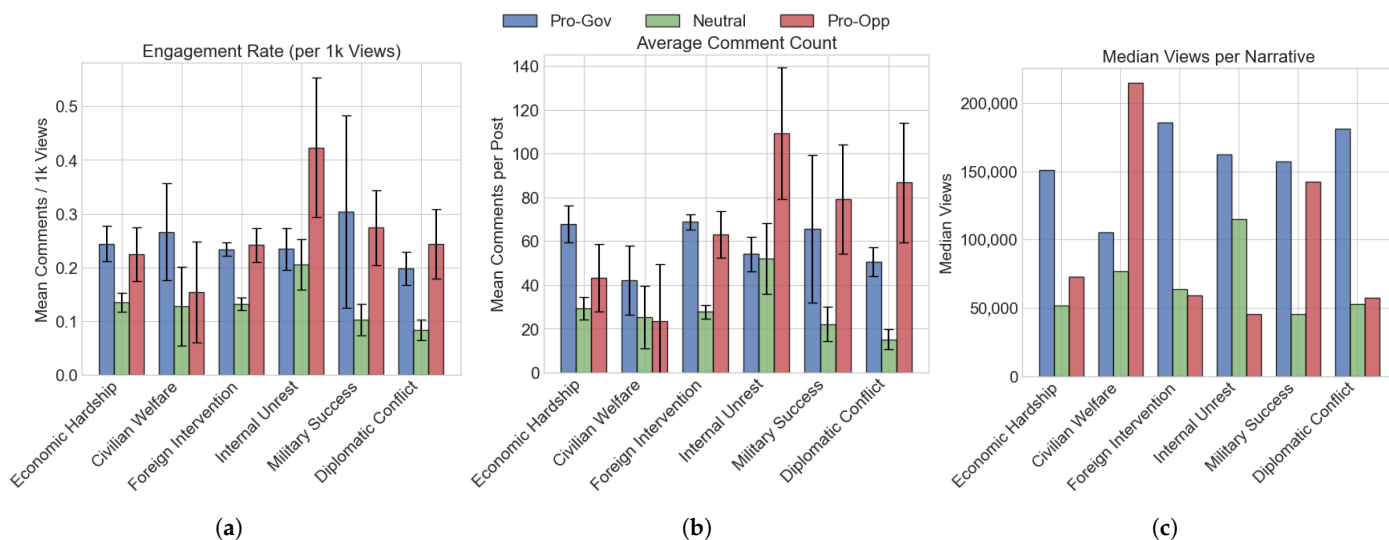 Pro-Gov Neutral Pro-Opp
Engagement Rate (per 1k Views)
Mean Comments / 1k Views
0.5
0.4
0.3
0.2
0.1
0.0
Economic Hardship
Civilian Welfare
Foreign Intervention
Internal Unrest
Military Success
Diplomatic Conflict
(a)
Average Comment Count
Mean Comments per Post
140
120
100
80
60
40
20
0
Economic Hardship
Civilian Welfare
Foreign Intervention
Internal Unrest
Military Success
Diplomatic Conflict
(b)
Median Views per Narrative
Median Views
200,000
150,000
100,000
50,000
0
Economic Hardship
Civilian Welfare
Foreign Intervention
Internal Unrest
Military Success
Diplomatic Conflict
(c)